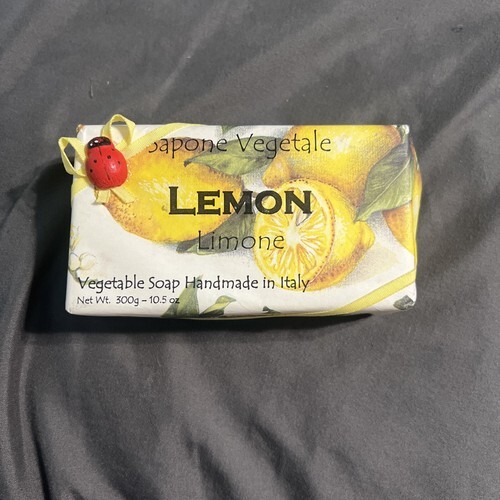 Sapone Vegetale
LEMON
Limone
Vegetable Soap Handmade in Italy
Net Wt. 300g – 10.5 oz